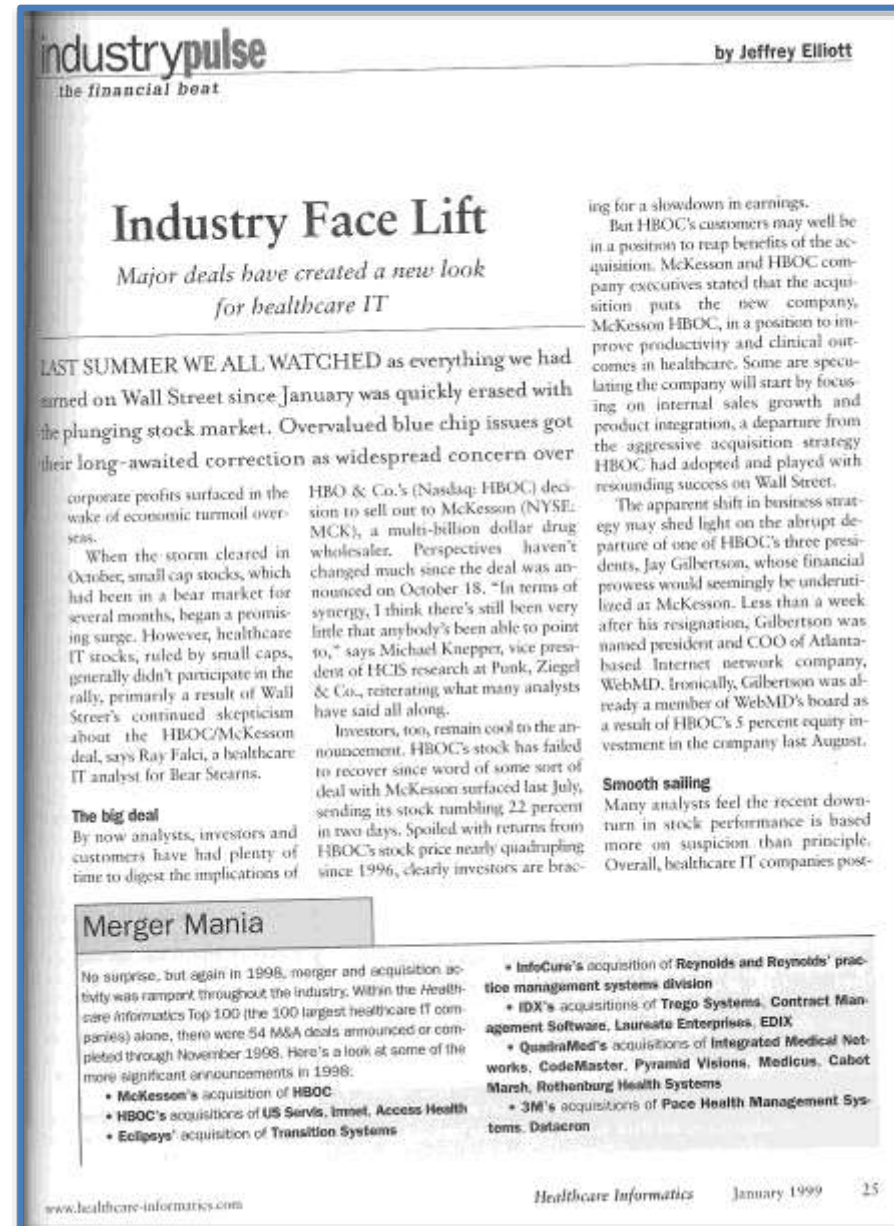 industrypulse
by Jeffrey Elliott
the financial beat
Industry Face Lift
Major deals have created a new look
for healthcare IT
LAST SUMMER WE ALL WATCHED as everything we had
earned on Wall Street since January was quickly erased with
the plunging stock market. Overvalued blue chip issues got
their long-awaited correction as widespread concern over
corporate profits surfaced in the
wake of economic turmoil over-
seas.
When the storm cleared in
October, small cap stocks, which
had been in a bear market for
several months, began a promis-
ing surge. However, healthcare
IT stocks, ruled by small caps,
generally didn't participate in the
rally, primarily a result of Wall
Street's continued skepticism
about the HBOC/McKesson
deal, says Ray Falci, a healthcare
IT analyst for Bear Stearns.
The big deal
By now analysts, investors and
customers have had plenty of
time to digest the implications of
HBO & Co.'s (Nasdaq: HBOC) deci-
sion to sell out to McKesson (NYSE:
MCK), a multi-billion dollar drug
wholesaler. Perspectives haven't
changed much since the deal was an-
nounced on October 18. "In terms of
synergy, I think there's still been very
little that anybody's been able to point
to," says Michael Knepper, vice presi-
dent of HCIS research at Punk, Ziegel
& Co., reiterating what many analysts
have said all along.
Investors, too, remain cool to the an-
nouncement. HBOC's stock has failed
to recover since word of some sort of
deal with McKesson surfaced last July,
sending its stock tumbling 22 percent
in two days. Spoiled with returns from
HBOC's stock price nearly quadrupling
since 1996, clearly investors are brac-
ing for a slowdown in earnings.
But HBOC's customers may well be
in a position to reap benefits of the ac-
quisition. McKesson and HBOC com-
pany executives stated that the acqui-
sition puts the new company,
McKesson HBOC, in a position to im-
prove productivity and clinical out-
comes in healthcare. Some are specu-
lating the company will start by focus-
ing on internal sales growth and
product integration, a departure from
the aggressive acquisition strategy
HBOC had adopted and played with
resounding success on Wall Street.
The apparent shift in business strat-
egy may shed light on the abrupt de-
parture of one of HBOC's three presi-
dents, Jay Gilbertson, whose financial
prowess would seemingly be underuti-
lized at McKesson. Less than a week
after his resignation, Gilbertson was
named president and COO of Atlanta-
based Internet network company,
WebMD. Ironically, Gilbertson was al-
ready a member of WebMD's board as
a result of HBOC's 5 percent equity in-
vestment in the company last August.
Smooth sailing
Many analysts feel the recent down-
turn in stock performance is based
more on suspicion than principle.
Overall, healthcare IT companies post-
Merger Mania
No surprise, but again in 1998, merger and acquisition ac-
tivity was rampant throughout the industry. Within the Health-
care Informatics Top 100 (the 100 largest healthcare IT com-
panies) alone, there were 54 M&A deals announced or com-
pleted through November 1998. Here's a look at some of the
more significant announcements in 1998:
• McKesson's acquisition of HBOC
• HBOC's acquisitions of US Servis, Imnet, Access Health
• Eclipsys' acquisition of Transition Systems
• InfoCure's acquisition of Reynolds and Reynolds' prac-
tice management systems division
• IDX's acquisitions of Trego Systems, Contract Man-
agement Software, Laureate Enterprises, EDIX
• QuadraMed's acquisitions of Integrated Medical Net-
works, CodeMaster, Pyramid Visions, Medicus, Cabot
Marsh, Rothenburg Health Systems
• 3M's acquisitions of Pace Health Management Sys-
tems, Datacron
www.healthcare-informatics.com
Healthcare Informatics January 1999 25